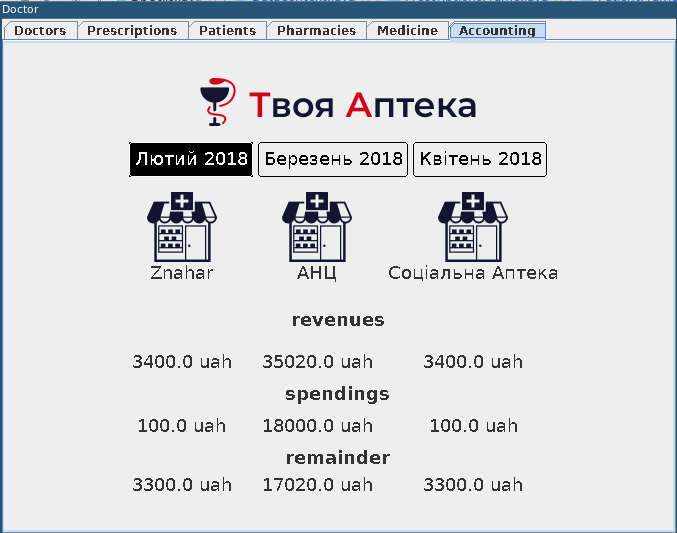 Doctor
Doctors Prescriptions Patients Pharmacies Medicine Accounting
Твоя Аптека
Лютий 2018 Березень 2018 Квітень 2018
Znahar АНЦ Соціальна Аптека
revenues
3400.0 uah 35020.0 uah 3400.0 uah
spendings
100.0 uah 18000.0 uah 100.0 uah
remainder
3300.0 uah 17020.0 uah 3300.0 uah